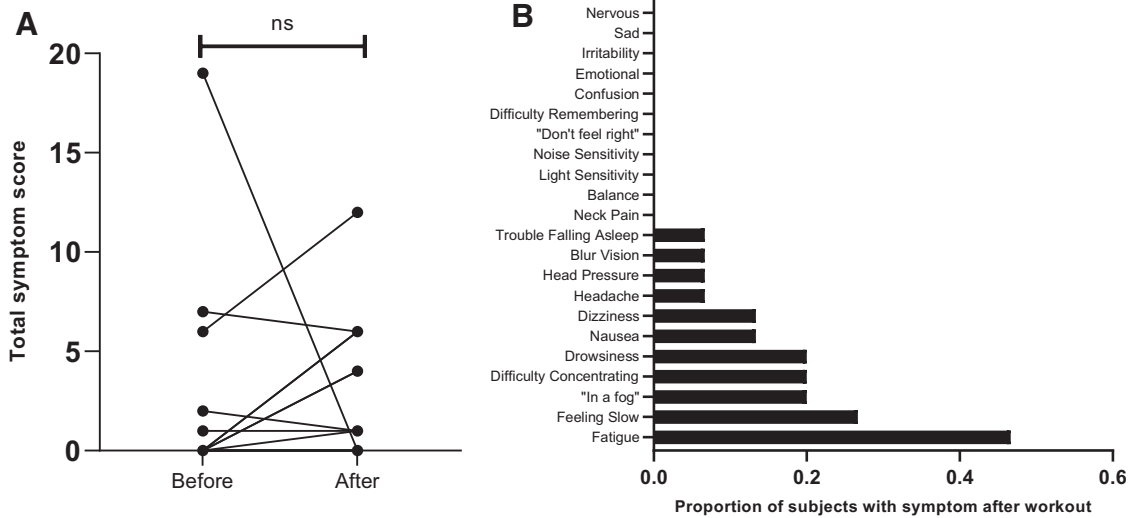 A
ns
Total symptom score
20
15
10
5
0
Before
After
B
Nervous
Sad
Irritability
Emotional
Confusion
Difficulty Remembering
"Don't feel right"
Noise Sensitivity
Light Sensitivity
Balance
Neck Pain
Trouble Falling Asleep
Blur Vision
Head Pressure
Headache
Dizziness
Nausea
Drowsiness
Difficulty Concentrating
"In a fog"
Feeling Slow
Fatigue
0.0
0.2
0.4
0.6
Proportion of subjects with symptom after workout